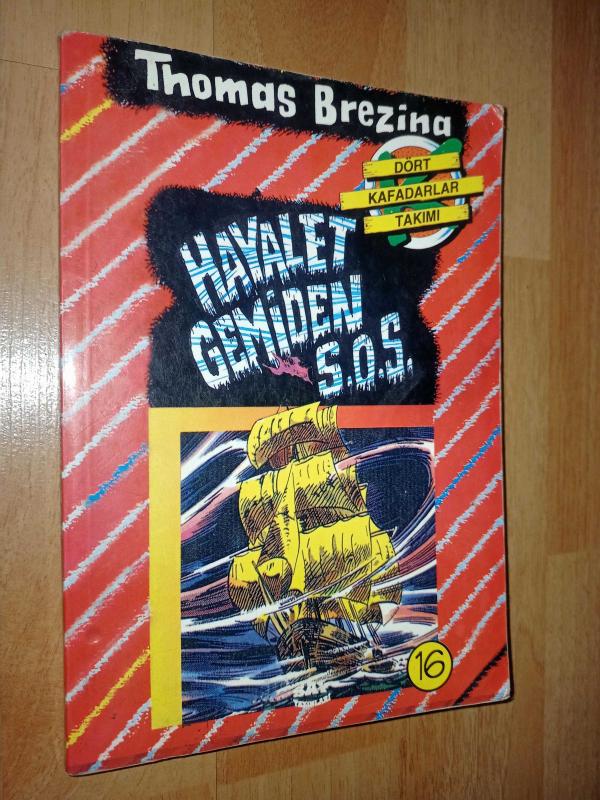 Thomas Brezina
DÖRT
KAFADARLAR
TAKIMI
HAYALET
GEMİDEN
S.O.S.
16